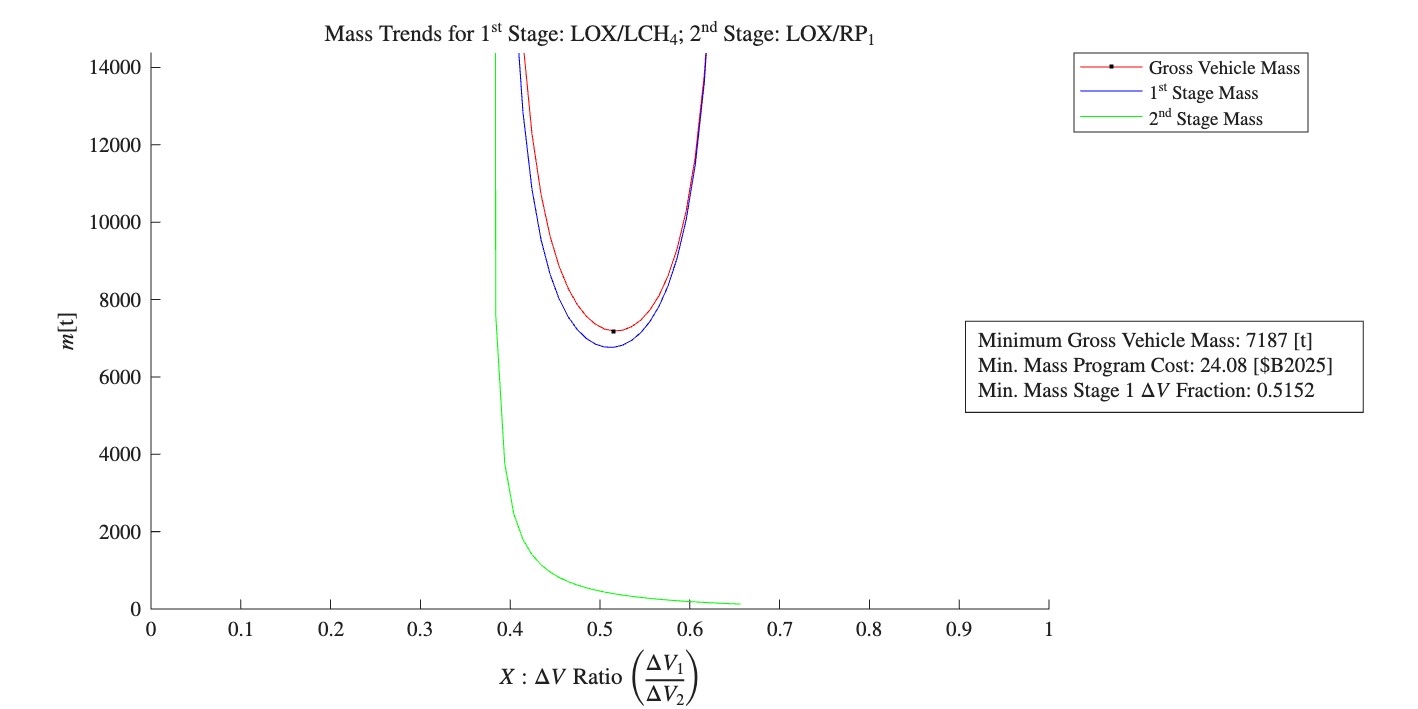 Mass Trends for 1st Stage: LOX/LCH4; 2nd Stage: LOX/RP1
14000
12000
10000
8000
6000
4000
2000
0
m[t]
0 0.1 0.2 0.3 0.4 0.5 0.6 0.7 0.8 0.9 1
X : ΔV Ratio (ΔV1/ΔV2)
Gross Vehicle Mass
1st Stage Mass
2nd Stage Mass
Minimum Gross Vehicle Mass: 7187 [t]
Min. Mass Program Cost: 24.08 [$B2025]
Min. Mass Stage 1 ΔV Fraction: 0.5152